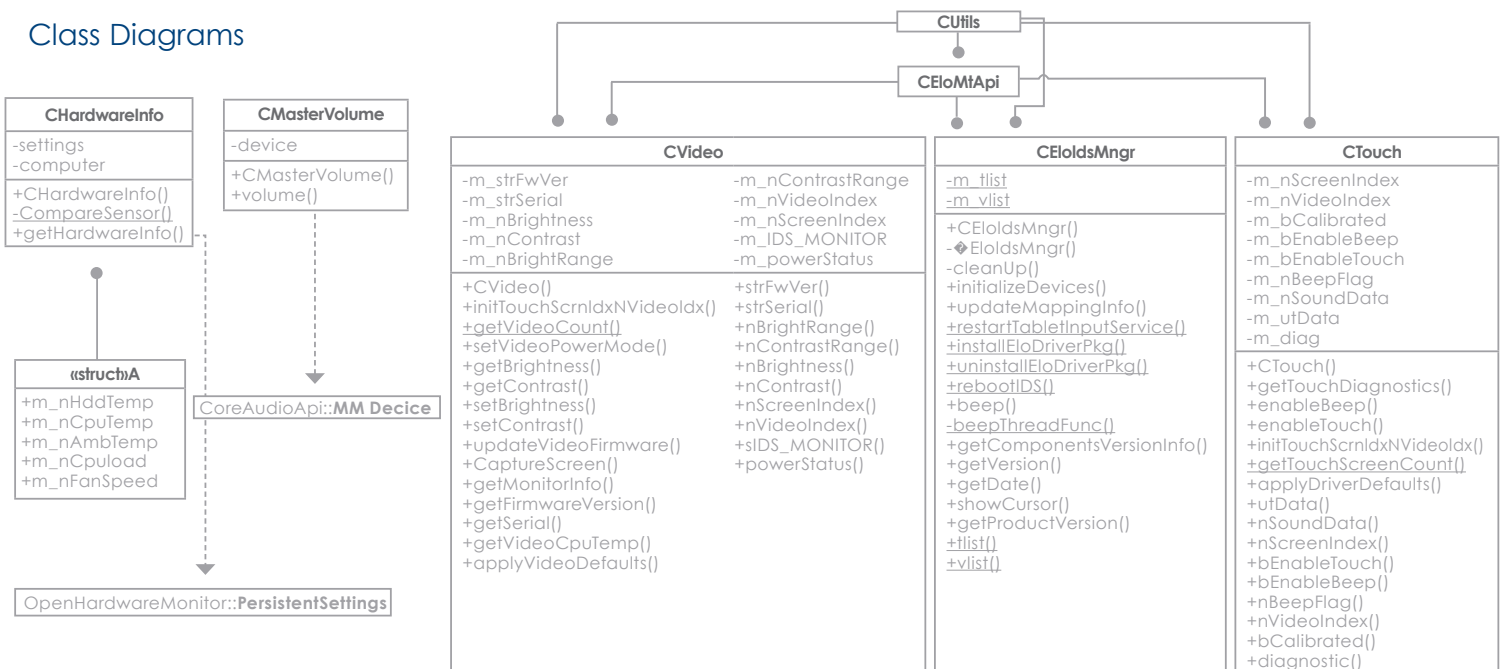 Class Diagrams
CUtils
CEloMtApi
CHardwareInfo
-settings
-computer
+CHardwareInfo()
-CompareSensor()
+getHardwareInfo()
CMasterVolume
-device
+CMasterVolume()
+volume()
«struct»A
+m_nHddTemp
+m_nCpuTemp
+m_nAmbTemp
+m_nCpuload
+m_nFanSpeed
CoreAudioApi::MM Decice
OpenHardwareMonitor::PersistentSettings
CVideo
-m_strFwVer
-m_strSerial
-m_nBrightness
-m_nContrast
-m_nBrightRange
-m_nContrastRange
-m_nVideoIndex
-m_nScreenIndex
-m_IDS_MONITOR
-m_powerStatus
+CVideo()
+initTouchScrnIdxNVideoIdx()
+getVideoCount()
+setVideoPowerMode()
+getBrightness()
+getContrast()
+setBrightness()
+setContrast()
+updateVideoFirmware()
+CaptureScreen()
+getMonitorInfo()
+getFirmwareVersion()
+getSerial()
+getVideoCpuTemp()
+applyVideoDefaults()
+strFwVer()
+strSerial()
+nBrightRange()
+nContrastRange()
+nBrightness()
+nContrast()
+nScreenIndex()
+nVideoIndex()
+sIDS_MONITOR()
+powerStatus()
CEloIdsMngr
-m_tlist
-m_vlist
+CEloIdsMngr()
-�EloIdsMngr()
-cleanUp()
+initializeDevices()
+updateMappingInfo()
+restartTabletInputService()
+installEloDriverPkg()
+uninstallEloDriverPkg()
+rebootIDS()
+beep()
-beepThreadFunc()
+getComponentsVersionInfo()
+getVersion()
+getDate()
+showCursor()
+getProductVersion()
+tlist()
+vlist()
CTouch
-m_nScreenIndex
-m_nVideoIndex
-m_bCalibrated
-m_bEnableBeep
-m_bEnableTouch
-m_nBeepFlag
-m_nSoundData
-m_utData
-m_diag
+CTouch()
+getTouchDiagnostics()
+enableBeep()
+enableTouch()
+initTouchScrnIdxNVideoIdx()
+getTouchScreenCount()
+applyDriverDefaults()
+utData()
+nSoundData()
+nScreenIndex()
+bEnableTouch()
+bEnableBeep()
+nBeepFlag()
+nVideoIndex()
+bCalibrated()
+diagnostic()